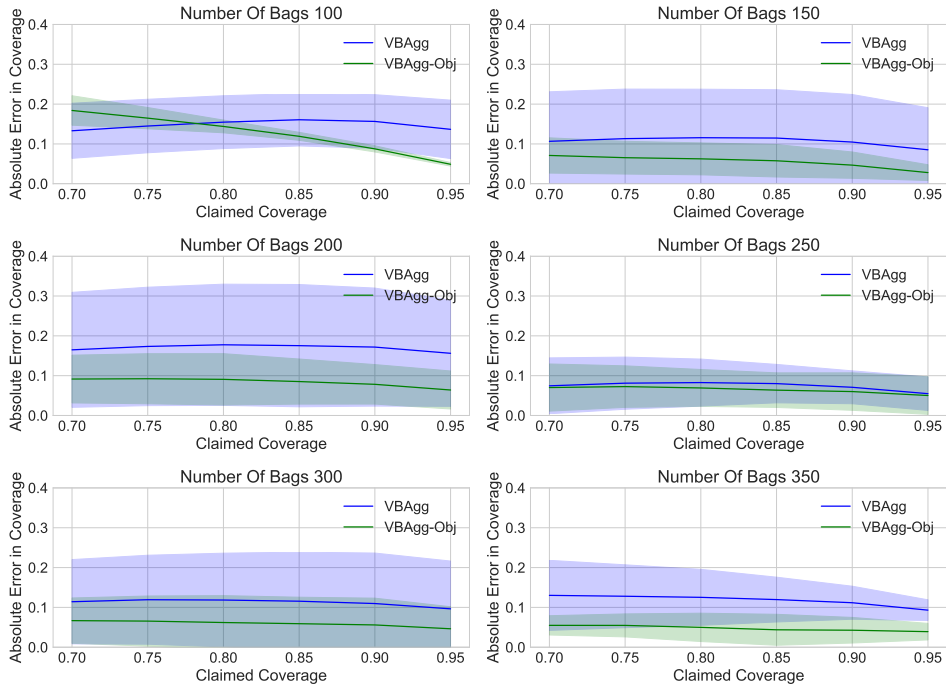 Number Of Bags 100
Absolute Error in Coverage
0.4
0.3
0.2
0.1
0.0
VBAgg
VBAgg-Obj
0.70 0.75 0.80 0.85 0.90 0.95
Claimed Coverage
Number Of Bags 150
Absolute Error in Coverage
0.4
0.3
0.2
0.1
0.0
VBAgg
VBAgg-Obj
0.70 0.75 0.80 0.85 0.90 0.95
Claimed Coverage
Number Of Bags 200
Absolute Error in Coverage
0.4
0.3
0.2
0.1
0.0
VBAgg
VBAgg-Obj
0.70 0.75 0.80 0.85 0.90 0.95
Claimed Coverage
Number Of Bags 250
Absolute Error in Coverage
0.4
0.3
0.2
0.1
0.0
VBAgg
VBAgg-Obj
0.70 0.75 0.80 0.85 0.90 0.95
Claimed Coverage
Number Of Bags 300
Absolute Error in Coverage
0.4
0.3
0.2
0.1
0.0
VBAgg
VBAgg-Obj
0.70 0.75 0.80 0.85 0.90 0.95
Claimed Coverage
Number Of Bags 350
Absolute Error in Coverage
0.4
0.3
0.2
0.1
0.0
VBAgg
VBAgg-Obj
0.70 0.75 0.80 0.85 0.90 0.95
Claimed Coverage